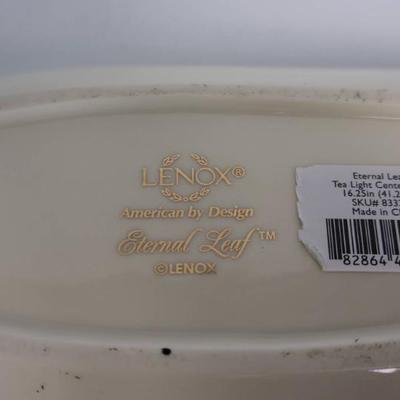 LENOX®
American by Design
Eternal Leaf™
©LENOX
Eternal Lea
Tea Light Cente
16.25in (41.2
SKU# 833
Made in C
82864 4